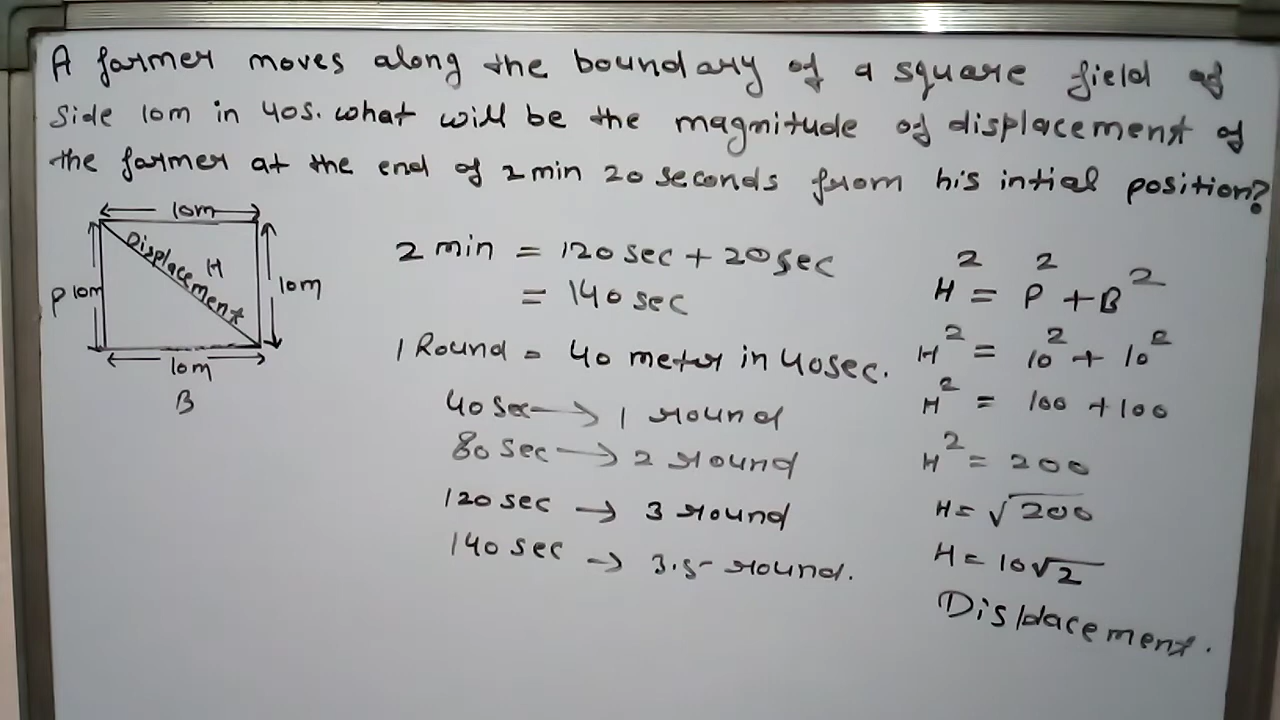 A farmer moves along the boundary of a square field of
side 10m in 40s. what will be the magnitude of displacement of
the farmer at the end of 2 min 20 seconds from his intial position?
10m
Displacement
H
P 10m
10m
10m
B
2 min = 120 sec + 20 sec
= 140 sec
1 Round = 40 meter in 40 sec.
40 sec → 1 round
80 sec → 2 round
120 sec → 3 round
140 sec → 3.5 round.
H² = P² + B²
H² = 10² + 10²
H² = 100 + 100
H² = 200
H = √200
H = 10√2
Displacement.